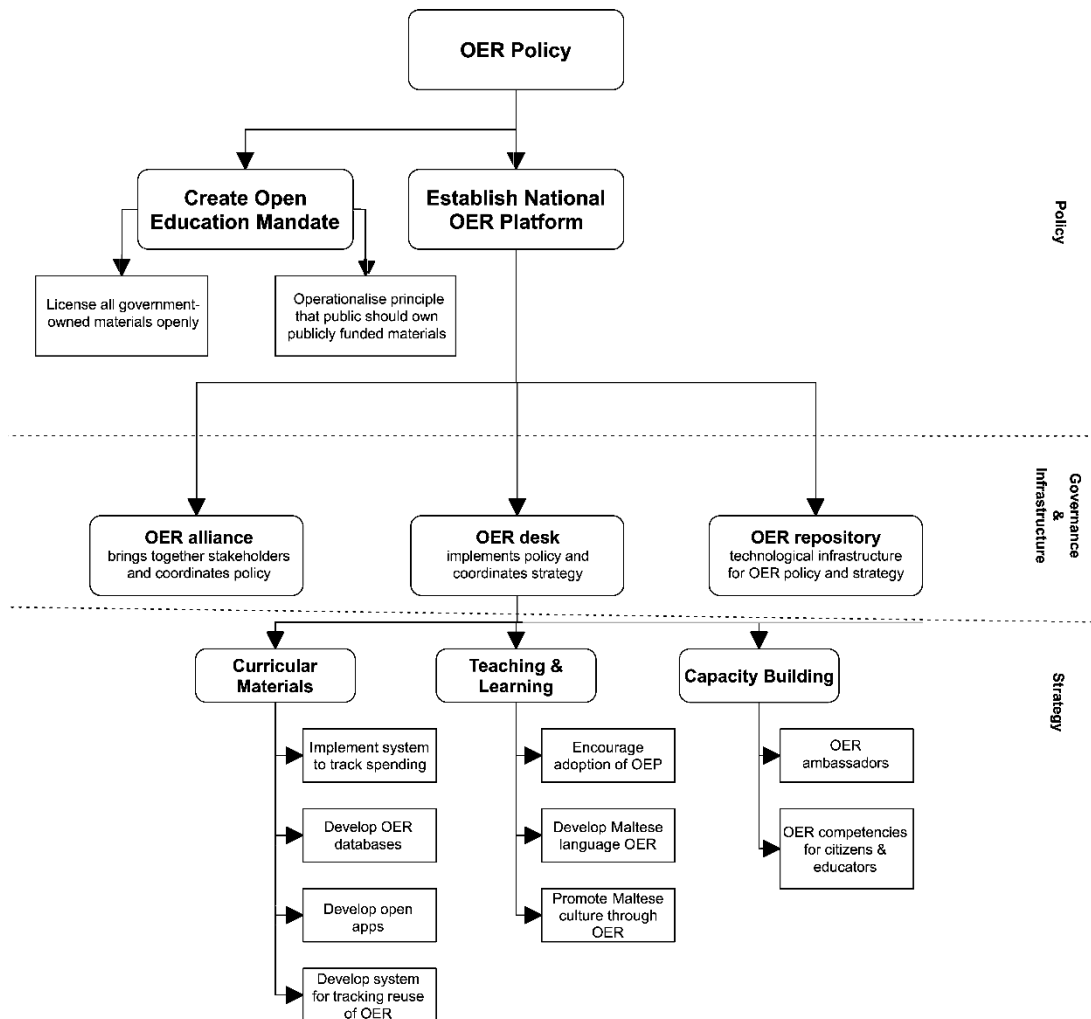 OER Policy
Create Open
Education Mandate
Establish National
OER Platform
License all government-
owned materials openly
Operationalise principle
that public should own
publicly funded materials
Policy
OER alliance
brings together stakeholders
and coordinates policy
OER desk
implements policy and
coordinates strategy
OER repository
technological infrastructure
for OER policy and strategy
Governance
&
Infrastructure
Curricular
Materials
Teaching &
Learning
Capacity Building
Strategy
Implement system
to track spending
Develop OER
databases
Develop open
apps
Develop system
for tracking reuse
of OER
Encourage
adoption of OEP
Develop Maltese
language OER
Promote Maltese
culture through
OER
OER
ambassadors
OER competencies
for citizens &
educators